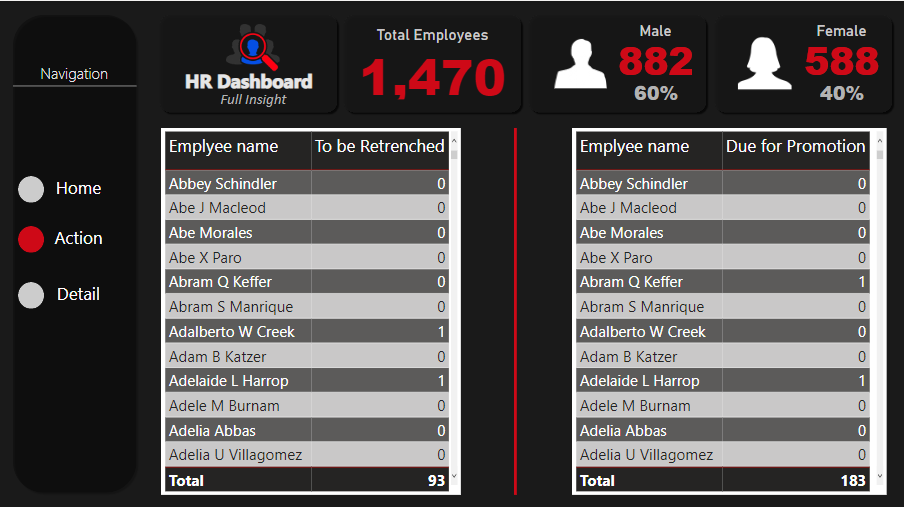 Navigation
Home
Action
Detail
HR Dashboard
Full Insight
Total Employees
1,470
Male
882
60%
Female
588
40%
Emplyee name To be Retrenched
Abbey Schindler 0
Abe J Macleod 0
Abe Morales 0
Abe X Paro 0
Abram Q Keffer 0
Abram S Manrique 0
Adalberto W Creek 1
Adam B Katzer 0
Adelaide L Harrop 1
Adele M Burnam 0
Adelia Abbas 0
Adelia U Villagomez 0
Total 93
Emplyee name Due for Promotion
Abbey Schindler 0
Abe J Macleod 0
Abe Morales 0
Abe X Paro 0
Abram Q Keffer 1
Abram S Manrique 0
Adalberto W Creek 0
Adam B Katzer 0
Adelaide L Harrop 1
Adele M Burnam 0
Adelia Abbas 0
Adelia U Villagomez 0
Total 183